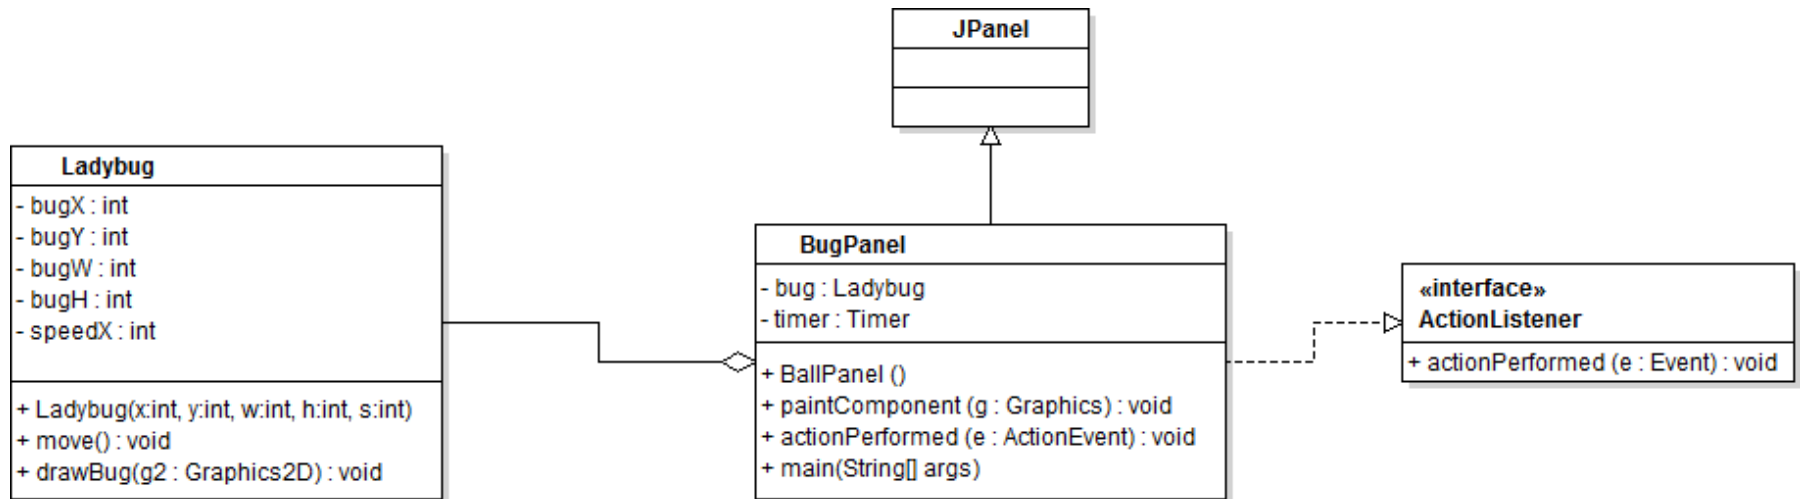 JPanel
Ladybug
- bugX : int
- bugY : int
- bugW : int
- bugH : int
- speedX : int
+ Ladybug(x:int, y:int, w:int, h:int, s:int)
+ move() : void
+ drawBug(g2 : Graphics2D) : void
BugPanel
- bug : Ladybug
- timer : Timer
+ BallPanel ()
+ paintComponent (g : Graphics) : void
+ actionPerformed (e : ActionEvent) : void
+ main(String[] args)
«interface»
ActionListener
+ actionPerformed (e : Event) : void